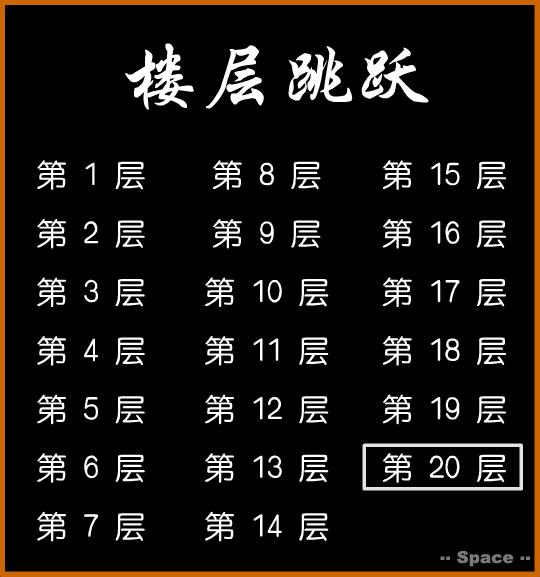 楼层跳跃
第 1 层 第 8 层 第 15 层
第 2 层 第 9 层 第 16 层
第 3 层 第 10 层 第 17 层
第 4 层 第 11 层 第 18 层
第 5 层 第 12 层 第 19 层
第 6 层 第 13 层 第 20 层
第 7 层 第 14 层
-- Space --